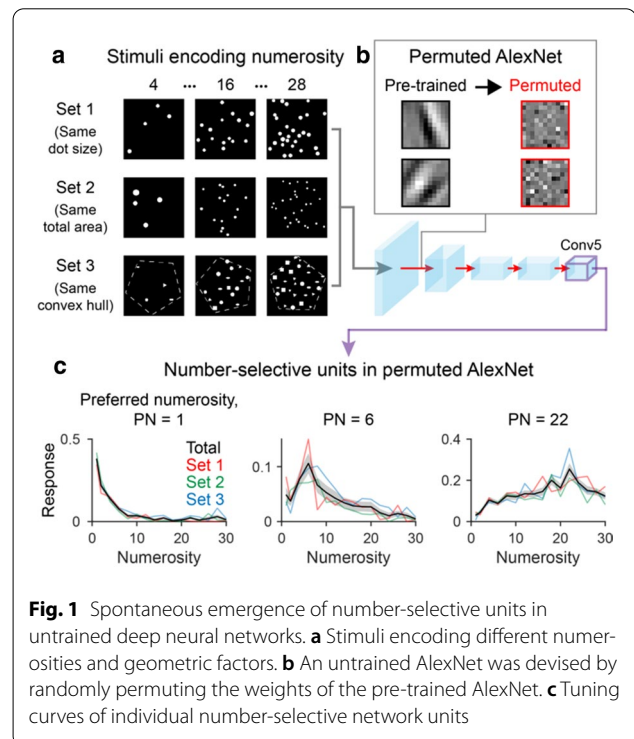 a Stimuli encoding numerosity
4 ... 16 ... 28
Set 1
(Same
dot size)
Set 2
(Same
total area)
Set 3
(Same
convex hull)
b Permuted AlexNet
Pre-trained Permuted
Conv5
c Number-selective units in permuted AlexNet
Preferred numerosity,
PN = 1
PN = 6
PN = 22
Response
0.5
0
0 10 20 30
Numerosity
Total
Set 1
Set 2
Set 3
0.1
0
0 10 20 30
Numerosity
0.4
0.2
0
0 10 20 30
Numerosity
Fig. 1 Spontaneous emergence of number-selective units in
untrained deep neural networks. a Stimuli encoding different numer-
osities and geometric factors. b An untrained AlexNet was devised by
randomly permuting the weights of the pre-trained AlexNet. c Tuning
curves of individual number-selective network units